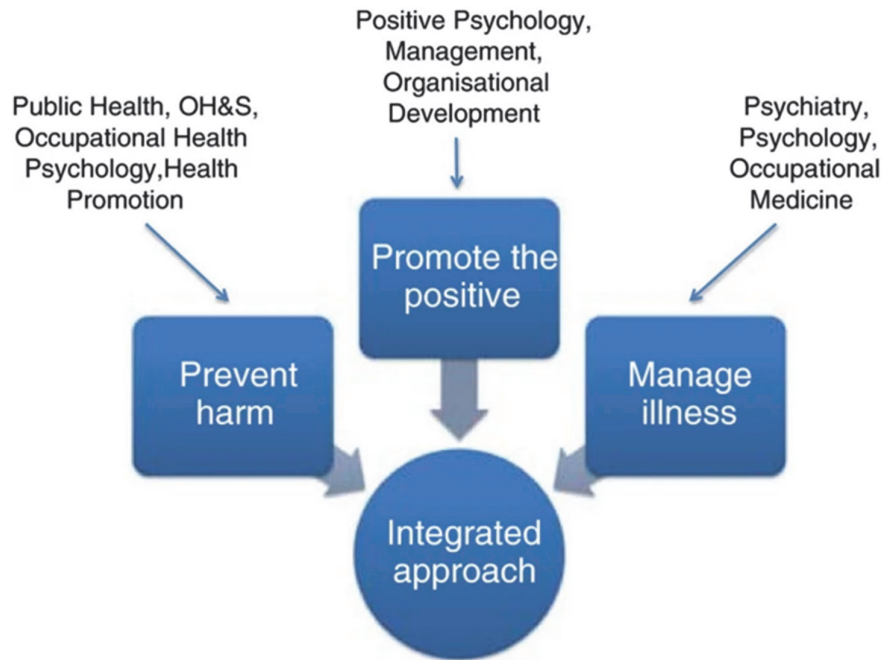 Positive Psychology,
Management,
Organisational
Development
Public Health, OH&S,
Occupational Health
Psychology,Health
Promotion
Psychiatry,
Psychology,
Occupational
Medicine
Promote the
positive
Prevent
harm
Manage
illness
Integrated
approach